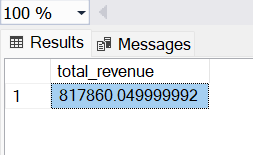 100 %
Results Messages
total_revenue
1 817860.049999992